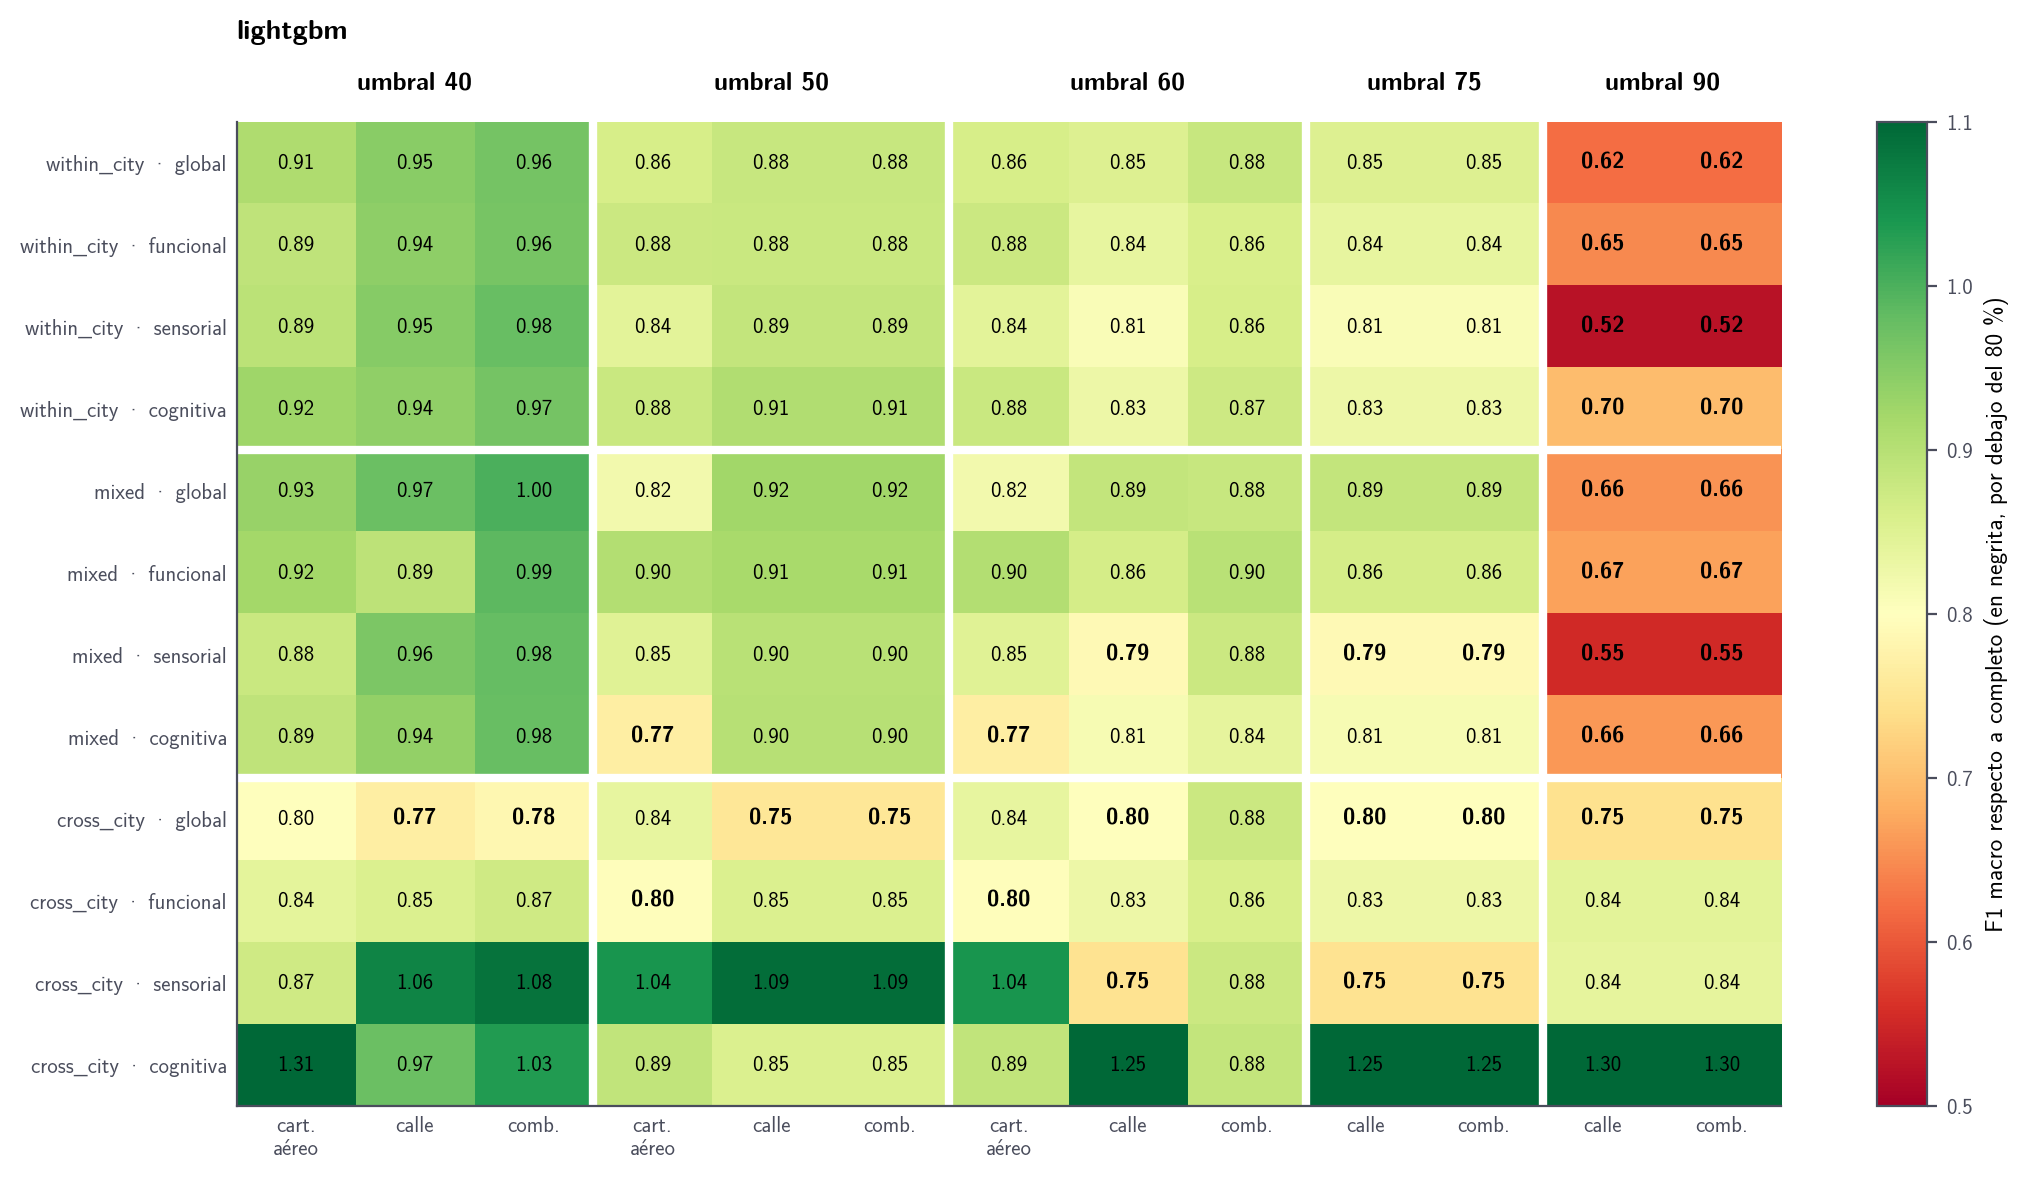 lightgbm
umbral 40 umbral 50 umbral 60 umbral 75 umbral 90
within_city · global 0.91 0.95 0.96 0.86 0.88 0.88 0.86 0.85 0.88 0.85 0.85 0.62 0.62
within_city · funcional 0.89 0.94 0.96 0.88 0.88 0.88 0.88 0.84 0.86 0.84 0.84 0.65 0.65
within_city · sensorial 0.89 0.95 0.98 0.84 0.89 0.89 0.84 0.81 0.86 0.81 0.81 0.52 0.52
within_city · cognitiva 0.92 0.94 0.97 0.88 0.91 0.91 0.88 0.83 0.87 0.83 0.83 0.70 0.70
mixed · global 0.93 0.97 1.00 0.82 0.92 0.92 0.82 0.89 0.88 0.89 0.89 0.66 0.66
mixed · funcional 0.92 0.89 0.99 0.90 0.91 0.91 0.90 0.86 0.90 0.86 0.86 0.67 0.67
mixed · sensorial 0.88 0.96 0.98 0.85 0.90 0.90 0.85 0.79 0.88 0.79 0.79 0.55 0.55
mixed · cognitiva 0.89 0.94 0.98 0.77 0.90 0.90 0.77 0.81 0.84 0.81 0.81 0.66 0.66
cross_city · global 0.80 0.77 0.78 0.84 0.75 0.75 0.84 0.80 0.88 0.80 0.80 0.75 0.75
cross_city · funcional 0.84 0.85 0.87 0.80 0.85 0.85 0.80 0.83 0.86 0.83 0.83 0.84 0.84
cross_city · sensorial 0.87 1.06 1.08 1.04 1.09 1.09 1.04 0.75 0.88 0.75 0.75 0.84 0.84
cross_city · cognitiva 1.31 0.97 1.03 0.89 0.85 0.85 0.89 1.25 0.88 1.25 1.25 1.30 1.30
cart. calle comb. cart. calle comb. cart. calle comb. calle comb. calle comb.
aéreo aéreo aéreo
1.1
1.0
0.9
0.8
0.7
0.6
0.5
F1 macro respecto a completo (en negrita, por debajo del 80 %)